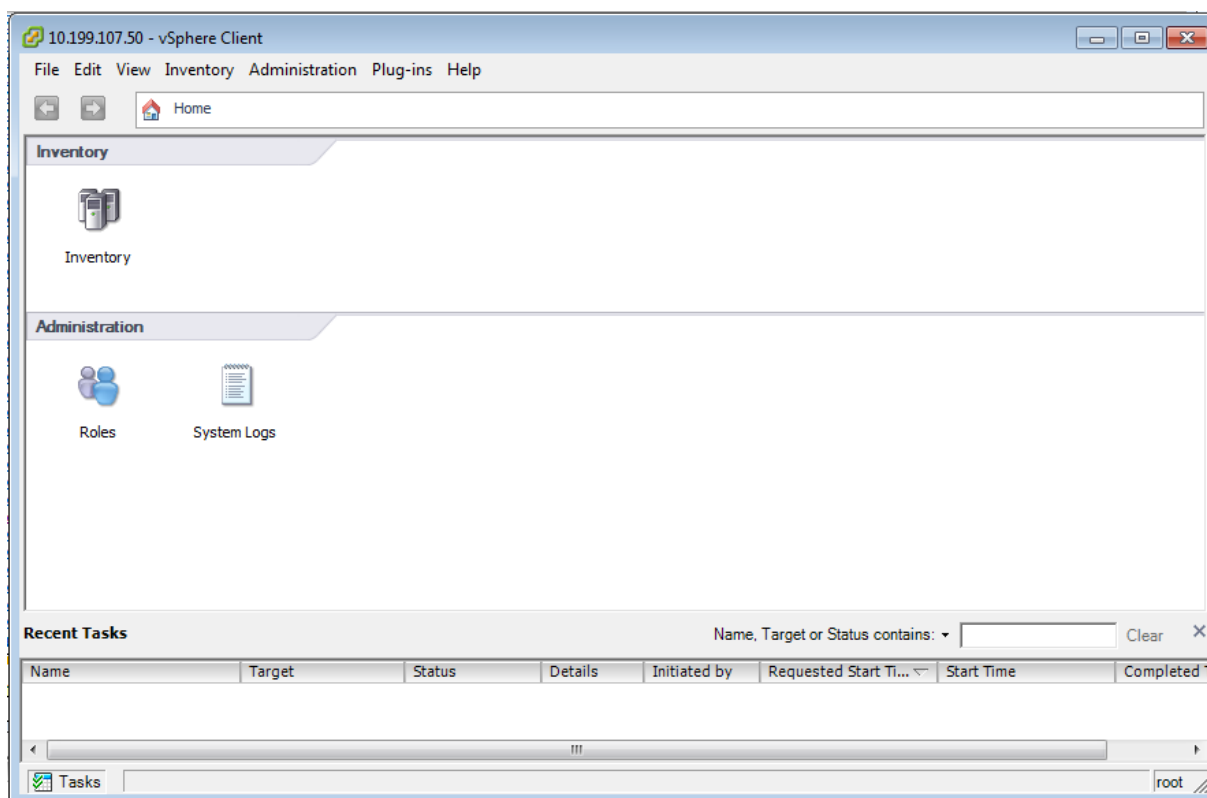 10.199.107.50 - vSphere Client
File Edit View Inventory Administration Plug-ins Help
Home
Inventory
Inventory
Administration
Roles System Logs
Recent Tasks Name, Target or Status contains: Clear
Name Target Status Details Initiated by Requested Start Ti... Start Time Completed
Tasks root